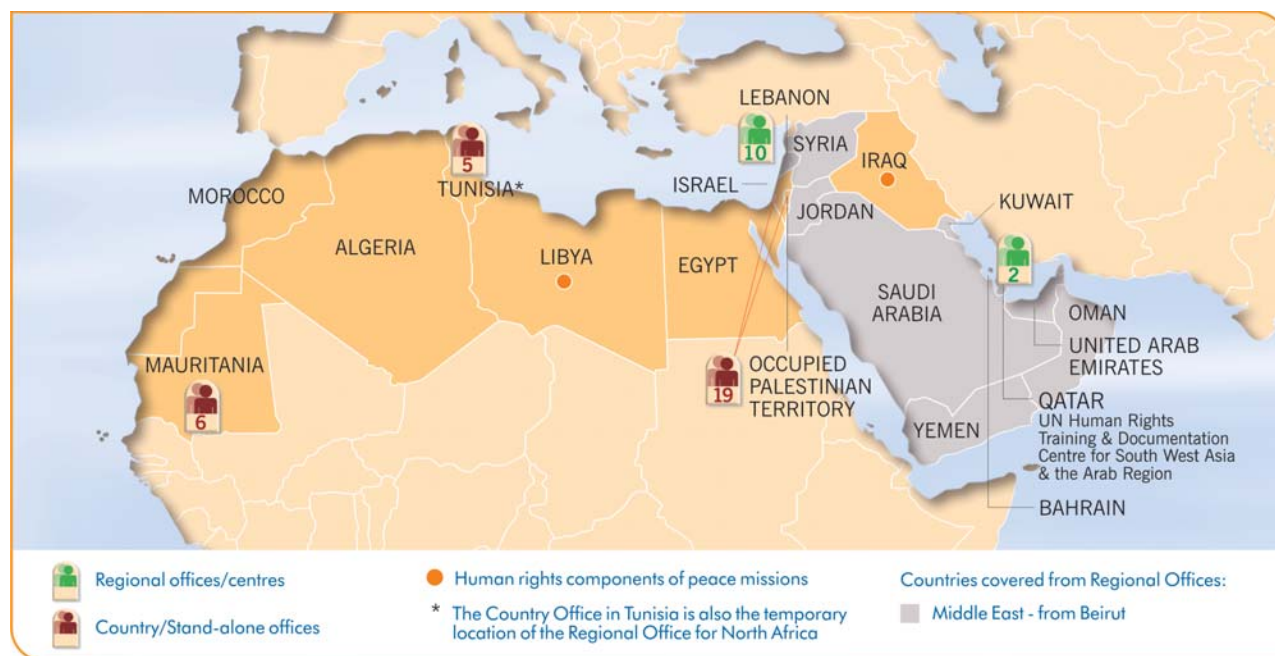 LEBANON
10
SYRIA
5
IRAQ
TUNISIA*
ISRAEL
MOROCCO
KUWAIT
JORDAN
ALGERIA
LIBYA
EGYPT
2
SAUDI
ARABIA
OMAN
MAURITANIA
6
19
OCCUPIED
PALESTINIAN
TERRITORY
UNITED ARAB
EMIRATES
QATAR
UN Human Rights
Training & Documentation
Centre for South West Asia
& the Arab Region
YEMEN
BAHRAIN
Regional offices/centres
Country/Stand-alone offices
Human rights components of peace missions
* The Country Office in Tunisia is also the temporary
location of the Regional Office for North Africa
Countries covered from Regional Offices:
Middle East - from Beirut